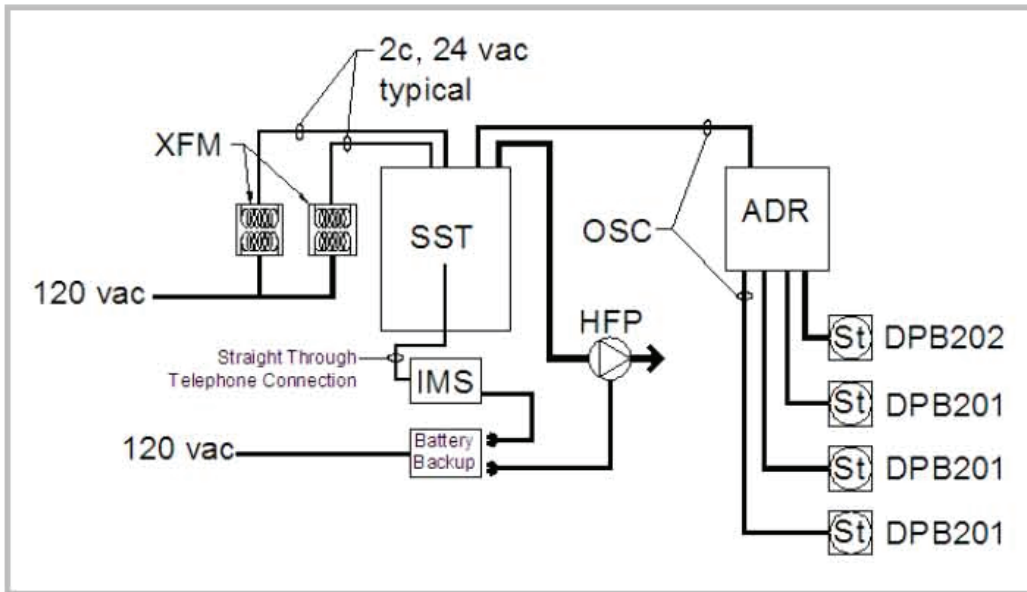 2c, 24 vac
typical
XFM
SST
ADR
OSC
120 vac
HFP
Straight Through
Telephone Connection
IMS
St DPB202
St DPB201
120 vac
Battery
Backup
St DPB201
St DPB201